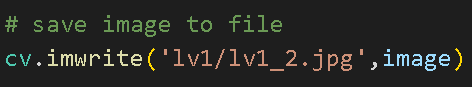 # save image to file
cv.imwrite('lv1/lv1_2.jpg',image)